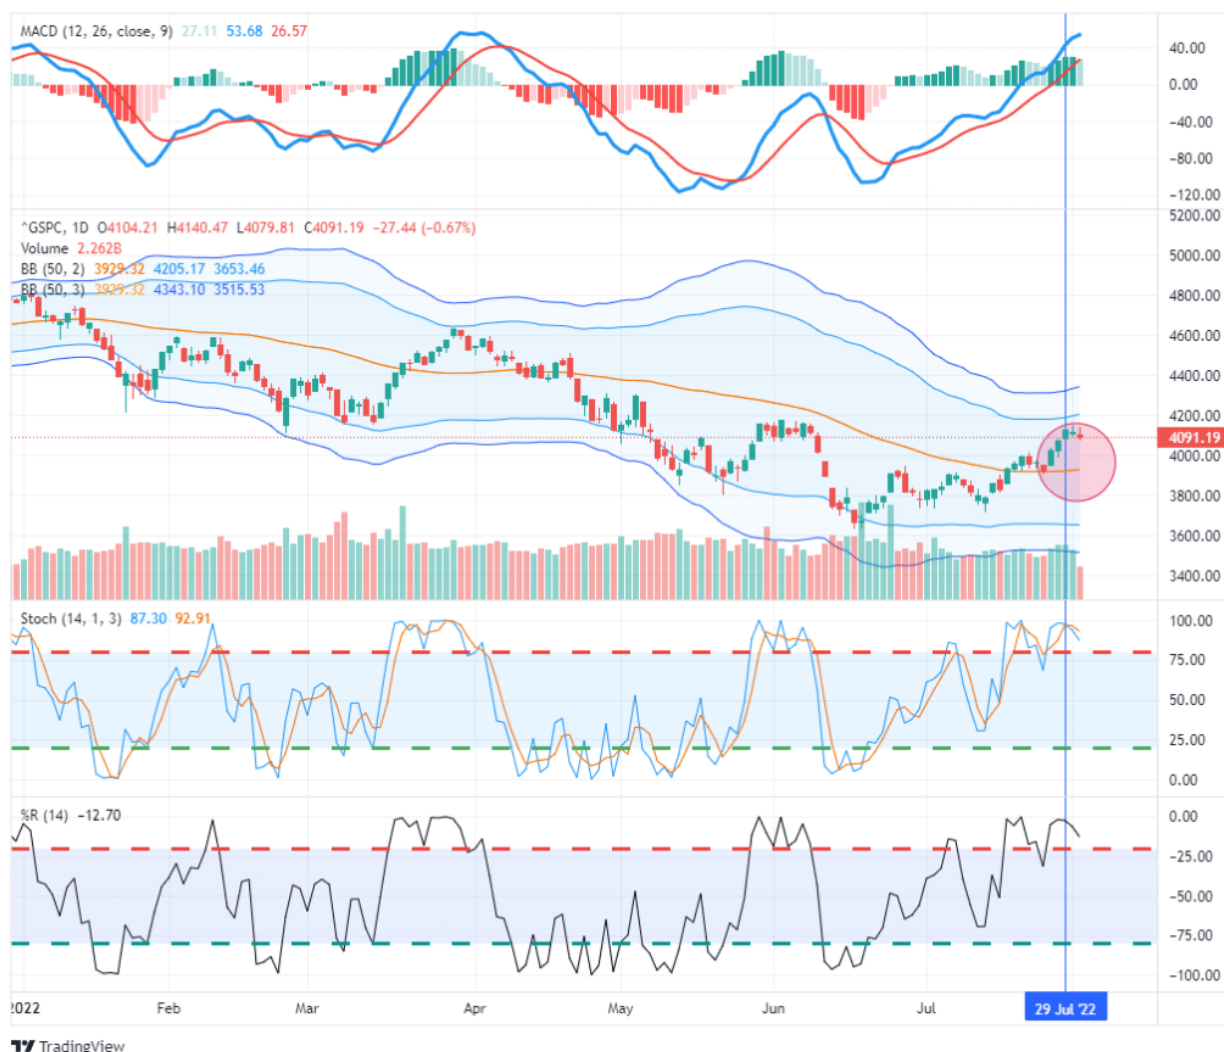 MACD (12, 26, close, 9) 27.11 53.68 26.57
40.00
0.00
−40.00
−80.00
−120.00
^GSPC, 1D O4104.21 H4140.47 L4079.81 C4091.19 −27.44 (−0.67%)
Volume 2.262B
BB (50, 2) 3929.32 4205.17 3653.46
BB (50, 3) 3929.32 4343.10 3515.53
5200.00
5000.00
4800.00
4600.00
4400.00
4200.00
4091.19
4000.00
3800.00
3600.00
3400.00
Stoch (14, 1, 3) 87.30 92.91
100.00
75.00
50.00
25.00
0.00
%R (14) −12.70
0.00
−25.00
−50.00
−75.00
−100.00
2022 Feb Mar Apr May Jun Jul 29 Jul '22
TradingView